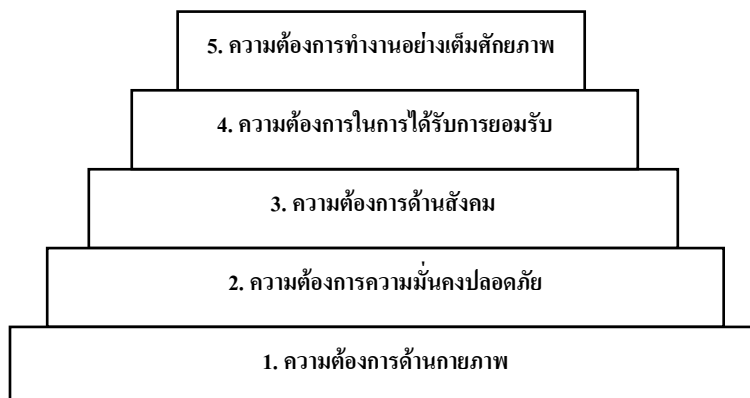 5. ความต้องการทำงานอย่างเต็มศักยภาพ
4. ความต้องการในการได้รับการยอมรับ
3. ความต้องการด้านสังคม
2. ความต้องการความมั่นคงปลอดภัย
1. ความต้องการด้านกายภาพ